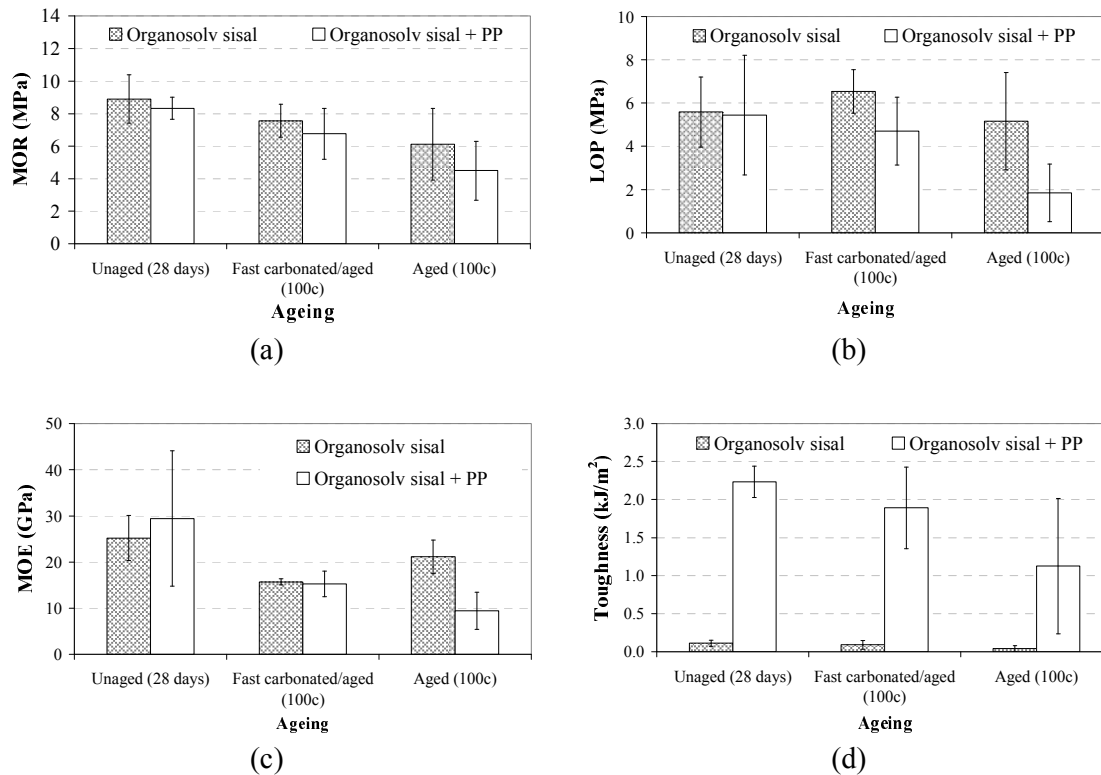 14
12
10
8
6
4
2
0
MOR (MPa)
Organosolv sisal
Organosolv sisal + PP
Unaged (28 days)
Fast carbonated/aged
(100c)
Aged (100c)
Ageing
(a)
10
8
6
4
2
0
LOP (MPa)
Organosolv sisal
Organosolv sisal + PP
Unaged (28 days)
Fast carbonated/aged
(100c)
Aged (100c)
Ageing
(b)
50
40
30
20
10
0
MOE (GPa)
Organosolv sisal
Organosolv sisal + PP
Unaged (28 days)
Fast carbonated/aged
(100c)
Aged (100c)
Ageing
(c)
3.0
2.5
2.0
1.5
1.0
0.5
0.0
Toughness (kJ/m²)
Organosolv sisal
Organosolv sisal + PP
Unaged (28 days)
Fast carbonated/aged
(100c)
Aged (100c)
Ageing
(d)